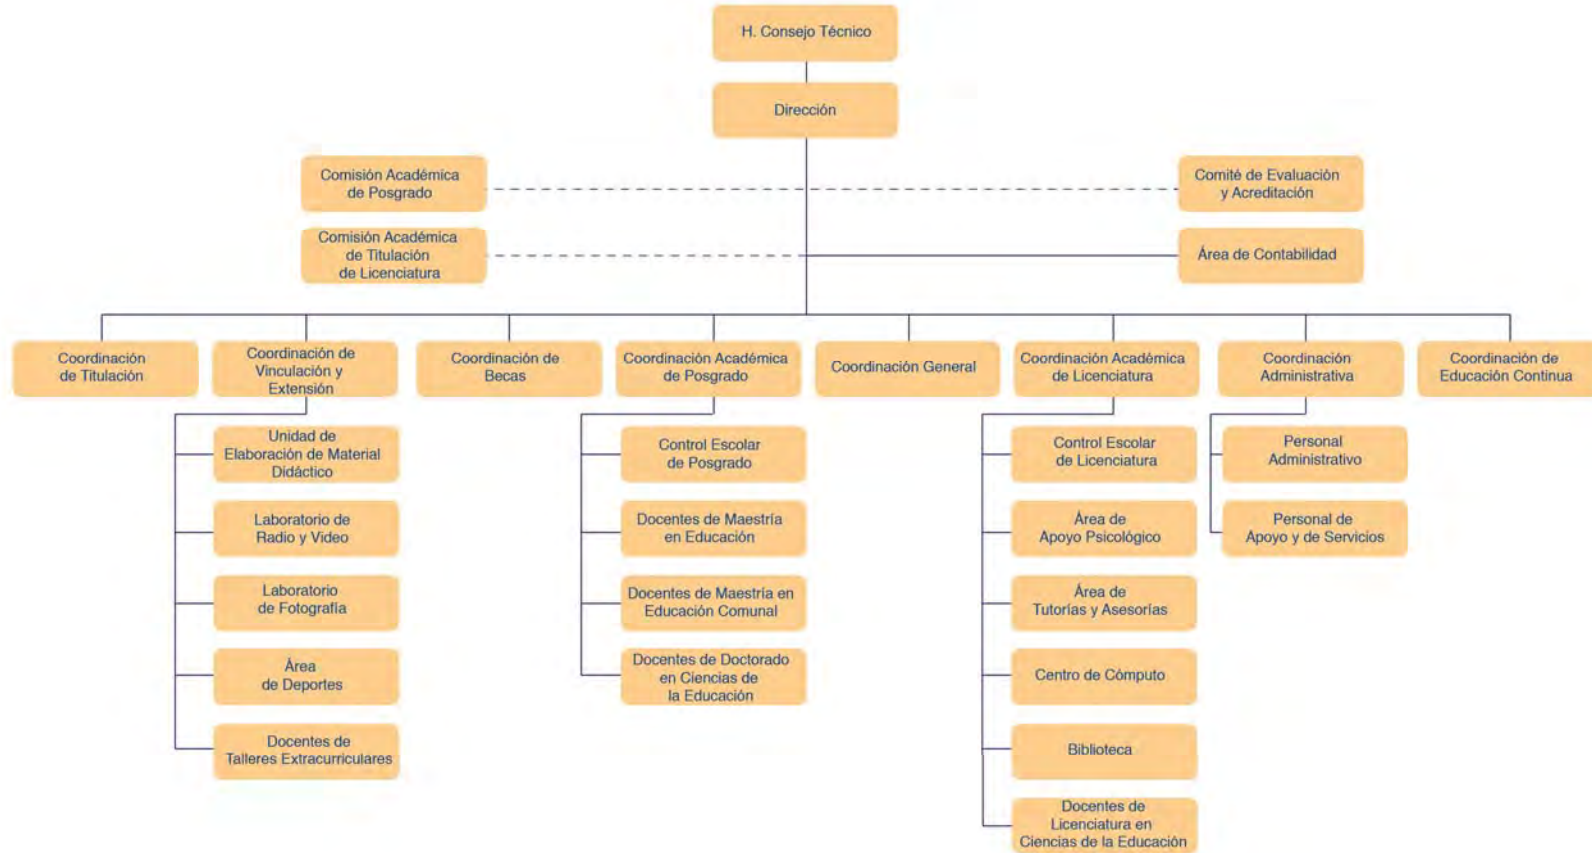 H. Consejo Técnico
Dirección
Comisión Académica
de Posgrado
Comité de Evaluación
y Acreditación
Comisión Académica
de Titulación
de Licenciatura
Área de Contabilidad
Coordinación
de Titulación
Coordinación de
Vinculación y
Extensión
Coordinación de
Becas
Coordinación Académica
de Posgrado
Coordinación General
Coordinación Académica
de Licenciatura
Coordinación
Administrativa
Coordinación de
Educación Continua
Unidad de
Elaboración de Material
Didáctico
Laboratorio de
Radio y Video
Laboratorio
de Fotografía
Área
de Deportes
Docentes de
Talleres Extracurriculares
Control Escolar
de Posgrado
Docentes de Maestría
en Educación
Docentes de Maestría en
Educación Comunal
Docentes de Doctorado
en Ciencias de
la Educación
Control Escolar
de Licenciatura
Área de
Apoyo Psicológico
Área de
Tutorías y Asesorías
Centro de Cómputo
Biblioteca
Docentes de
Licenciatura en
Ciencias de la Educación
Personal
Administrativo
Personal de
Apoyo y de Servicios